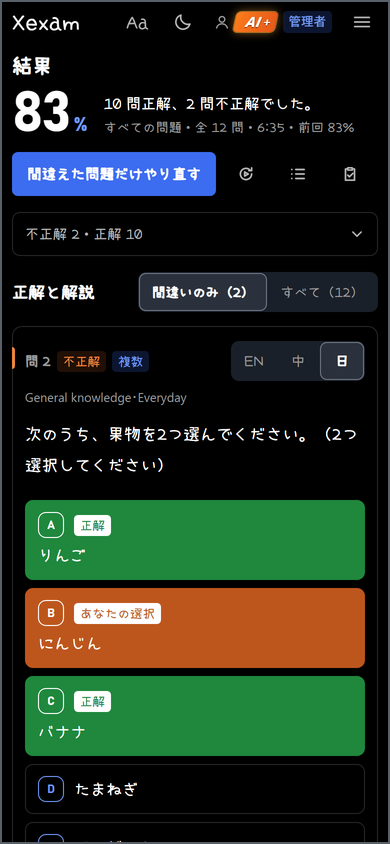 Xexam Aa AI+ 管理者
結果
83%
10 問正解、2 問不正解でした。
すべての問題・全 12 問・6:35・前回 83%
間違えた問題だけやり直す
不正解 2・正解 10
正解と解説 間違いのみ (2) すべて (12)
問 2 不正解 複数 EN 中 日
General knowledge·Everyday
次のうち、果物を2つ選んでください。（2つ
選択してください）
A 正解
りんご
B あなたの選択
にんじん
C 正解
バナナ
D たまねぎ